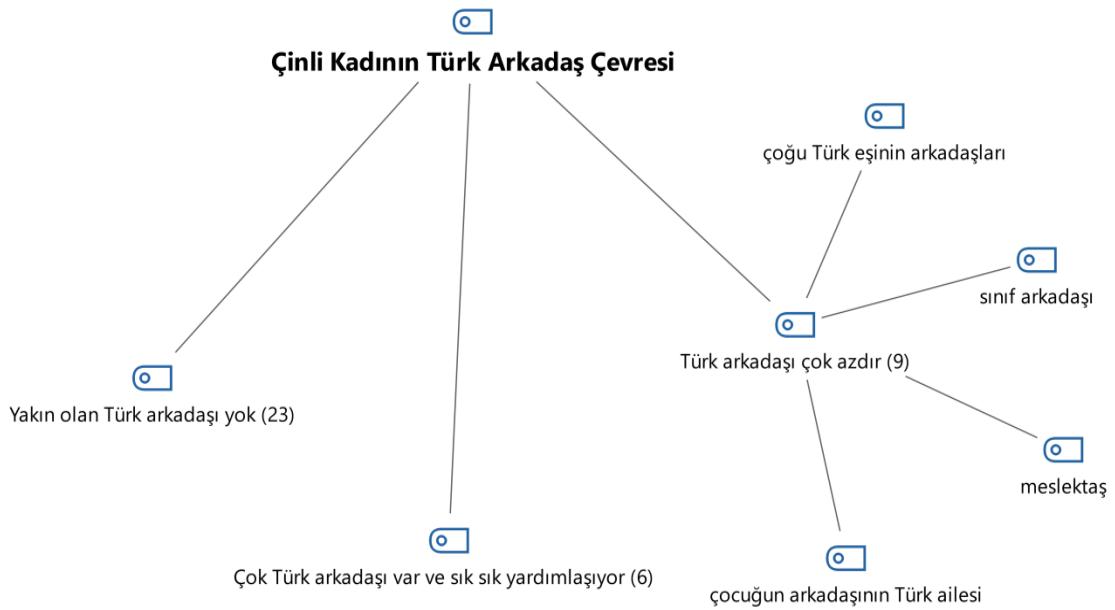 Çinli Kadının Türk Arkadaş Çevresi
çoğu Türk eşinin arkadaşları
sınıf arkadaşı
Türk arkadaşı çok azdır (9)
Yakın olan Türk arkadaşı yok (23)
meslektaş
Çok Türk arkadaşı var ve sık sık yardımlaşıyor (6)
çocuğun arkadaşının Türk ailesi